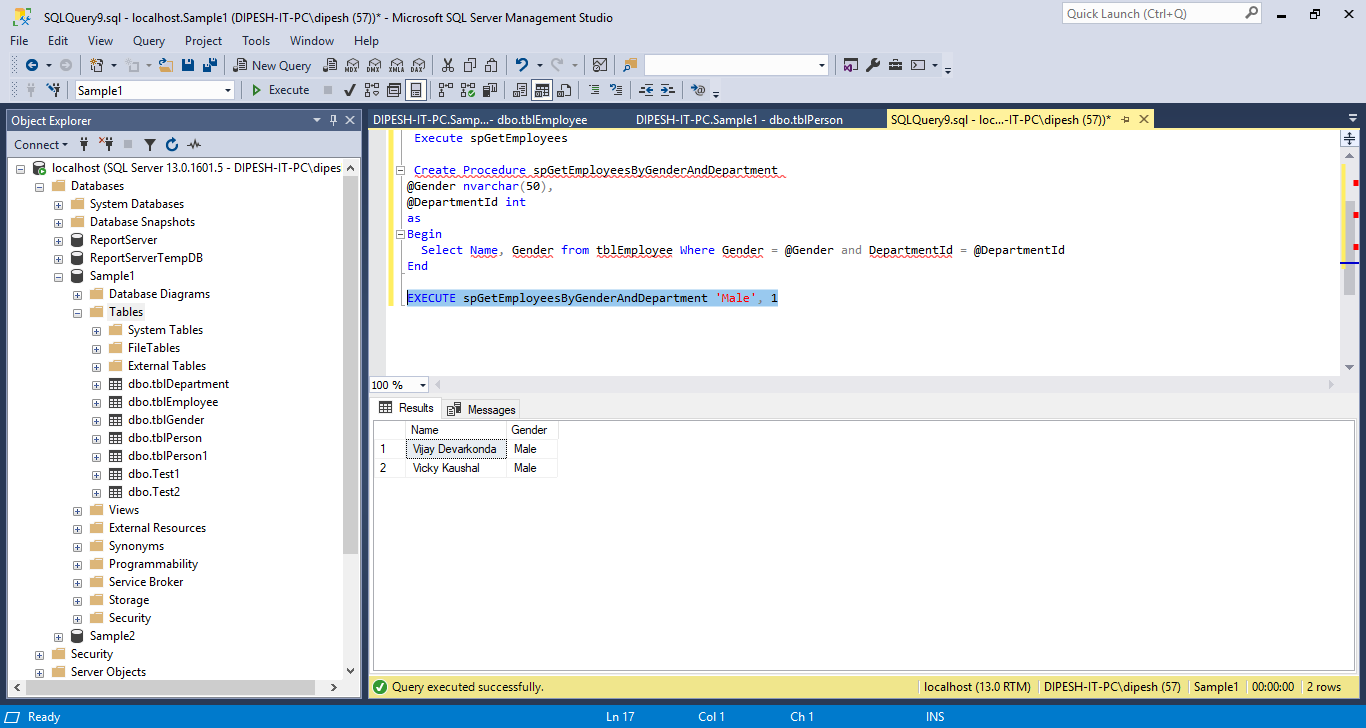 SQLQuery9.sql - localhost.Sample1 (DIPESH-IT-PC\dipesh (57))* - Microsoft SQL Server Management Studio
Quick Launch (Ctrl+Q)
File Edit View Query Project Tools Window Help
New Query MDX DMX XMLA DAX
Sample1 Execute
Object Explorer
Connect
localhost (SQL Server 13.0.1601.5 - DIPESH-IT-PC\dipes
Databases
System Databases
Database Snapshots
ReportServer
ReportServerTempDB
Sample1
Database Diagrams
Tables
System Tables
FileTables
External Tables
dbo.tblDepartment
dbo.tblEmployee
dbo.tblGender
dbo.tblPerson
dbo.tblPerson1
dbo.Test1
dbo.Test2
Views
External Resources
Synonyms
Programmability
Service Broker
Storage
Security
Sample2
Security
Server Objects
DIPESH-IT-PC.Samp...- dbo.tblEmployee DIPESH-IT-PC.Sample1 - dbo.tblPerson SQLQuery9.sql - loc...-IT-PC\dipesh (57))*
Execute spGetEmployees
Create Procedure spGetEmployeesByGenderAndDepartment
@Gender nvarchar(50),
@DepartmentId int
as
Begin
Select Name, Gender from tblEmployee Where Gender = @Gender and DepartmentId = @DepartmentId
End
EXECUTE spGetEmployeesByGenderAndDepartment 'Male', 1
100 %
Results Messages
Name Gender
1 Vijay Devarkonda Male
2 Vicky Kaushal Male
Query executed successfully. localhost (13.0 RTM) DIPESH-IT-PC\dipesh (57) Sample1 00:00:00 2 rows
Ready Ln 17 Col 1 Ch 1 INS